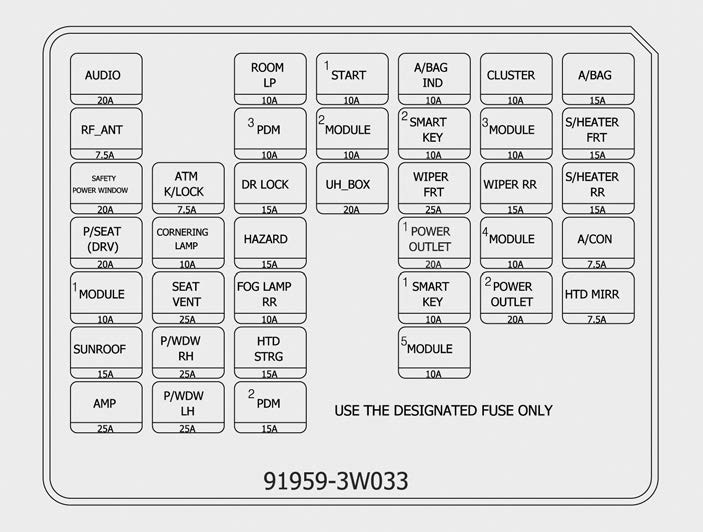 AUDIO
20A
ROOM
LP
10A
1 START
10A
A/BAG
IND
10A
CLUSTER
10A
A/BAG
15A
RF_ANT
7.5A
3 PDM
10A
2 MODULE
10A
2 SMART
KEY
10A
3 MODULE
10A
S/HEATER
FRT
15A
SAFETY
POWER WINDOW
20A
ATM
K/LOCK
7.5A
DR LOCK
15A
UH_BOX
20A
WIPER
FRT
25A
WIPER RR
15A
S/HEATER
RR
15A
P/SEAT
(DRV)
20A
CORNERING
LAMP
10A
HAZARD
15A
1 POWER
OUTLET
20A
4 MODULE
10A
A/CON
7.5A
1 MODULE
10A
SEAT
VENT
25A
FOG LAMP
RR
10A
1 SMART
KEY
10A
2 POWER
OUTLET
20A
HTD MIRR
7.5A
SUNROOF
15A
P/WDW
RH
25A
HTD
STRG
15A
5 MODULE
10A
AMP
25A
P/WDW
LH
25A
2 PDM
15A
USE THE DESIGNATED FUSE ONLY
91959-3W033